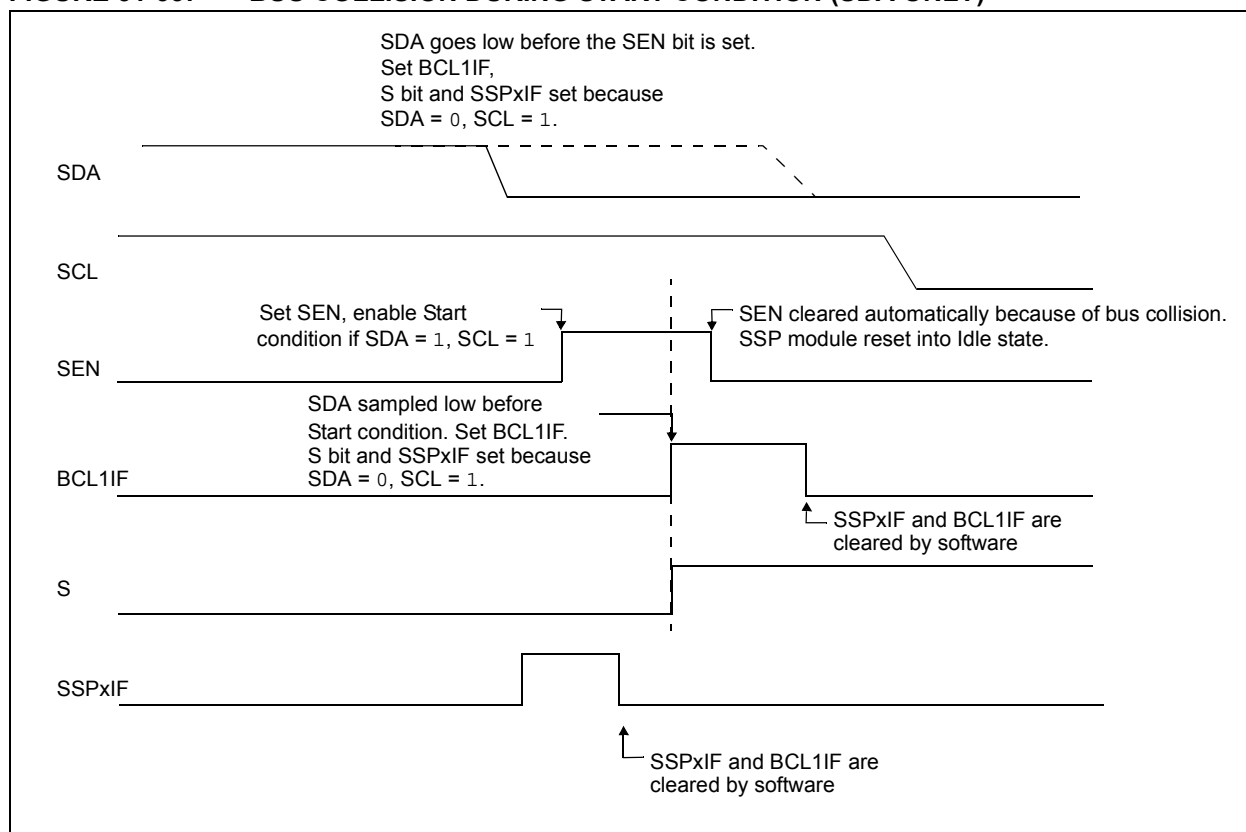 SDA goes low before the SEN bit is set.
Set BCL1IF,
S bit and SSPxIF set because
SDA = 0, SCL = 1.
SDA
SCL
Set SEN, enable Start
condition if SDA = 1, SCL = 1
SEN cleared automatically because of bus collision.
SSP module reset into Idle state.
SEN
SDA sampled low before
Start condition. Set BCL1IF.
S bit and SSPxIF set because
SDA = 0, SCL = 1.
BCL1IF
SSPxIF and BCL1IF are
cleared by software
S
SSPxIF
SSPxIF and BCL1IF are
cleared by software